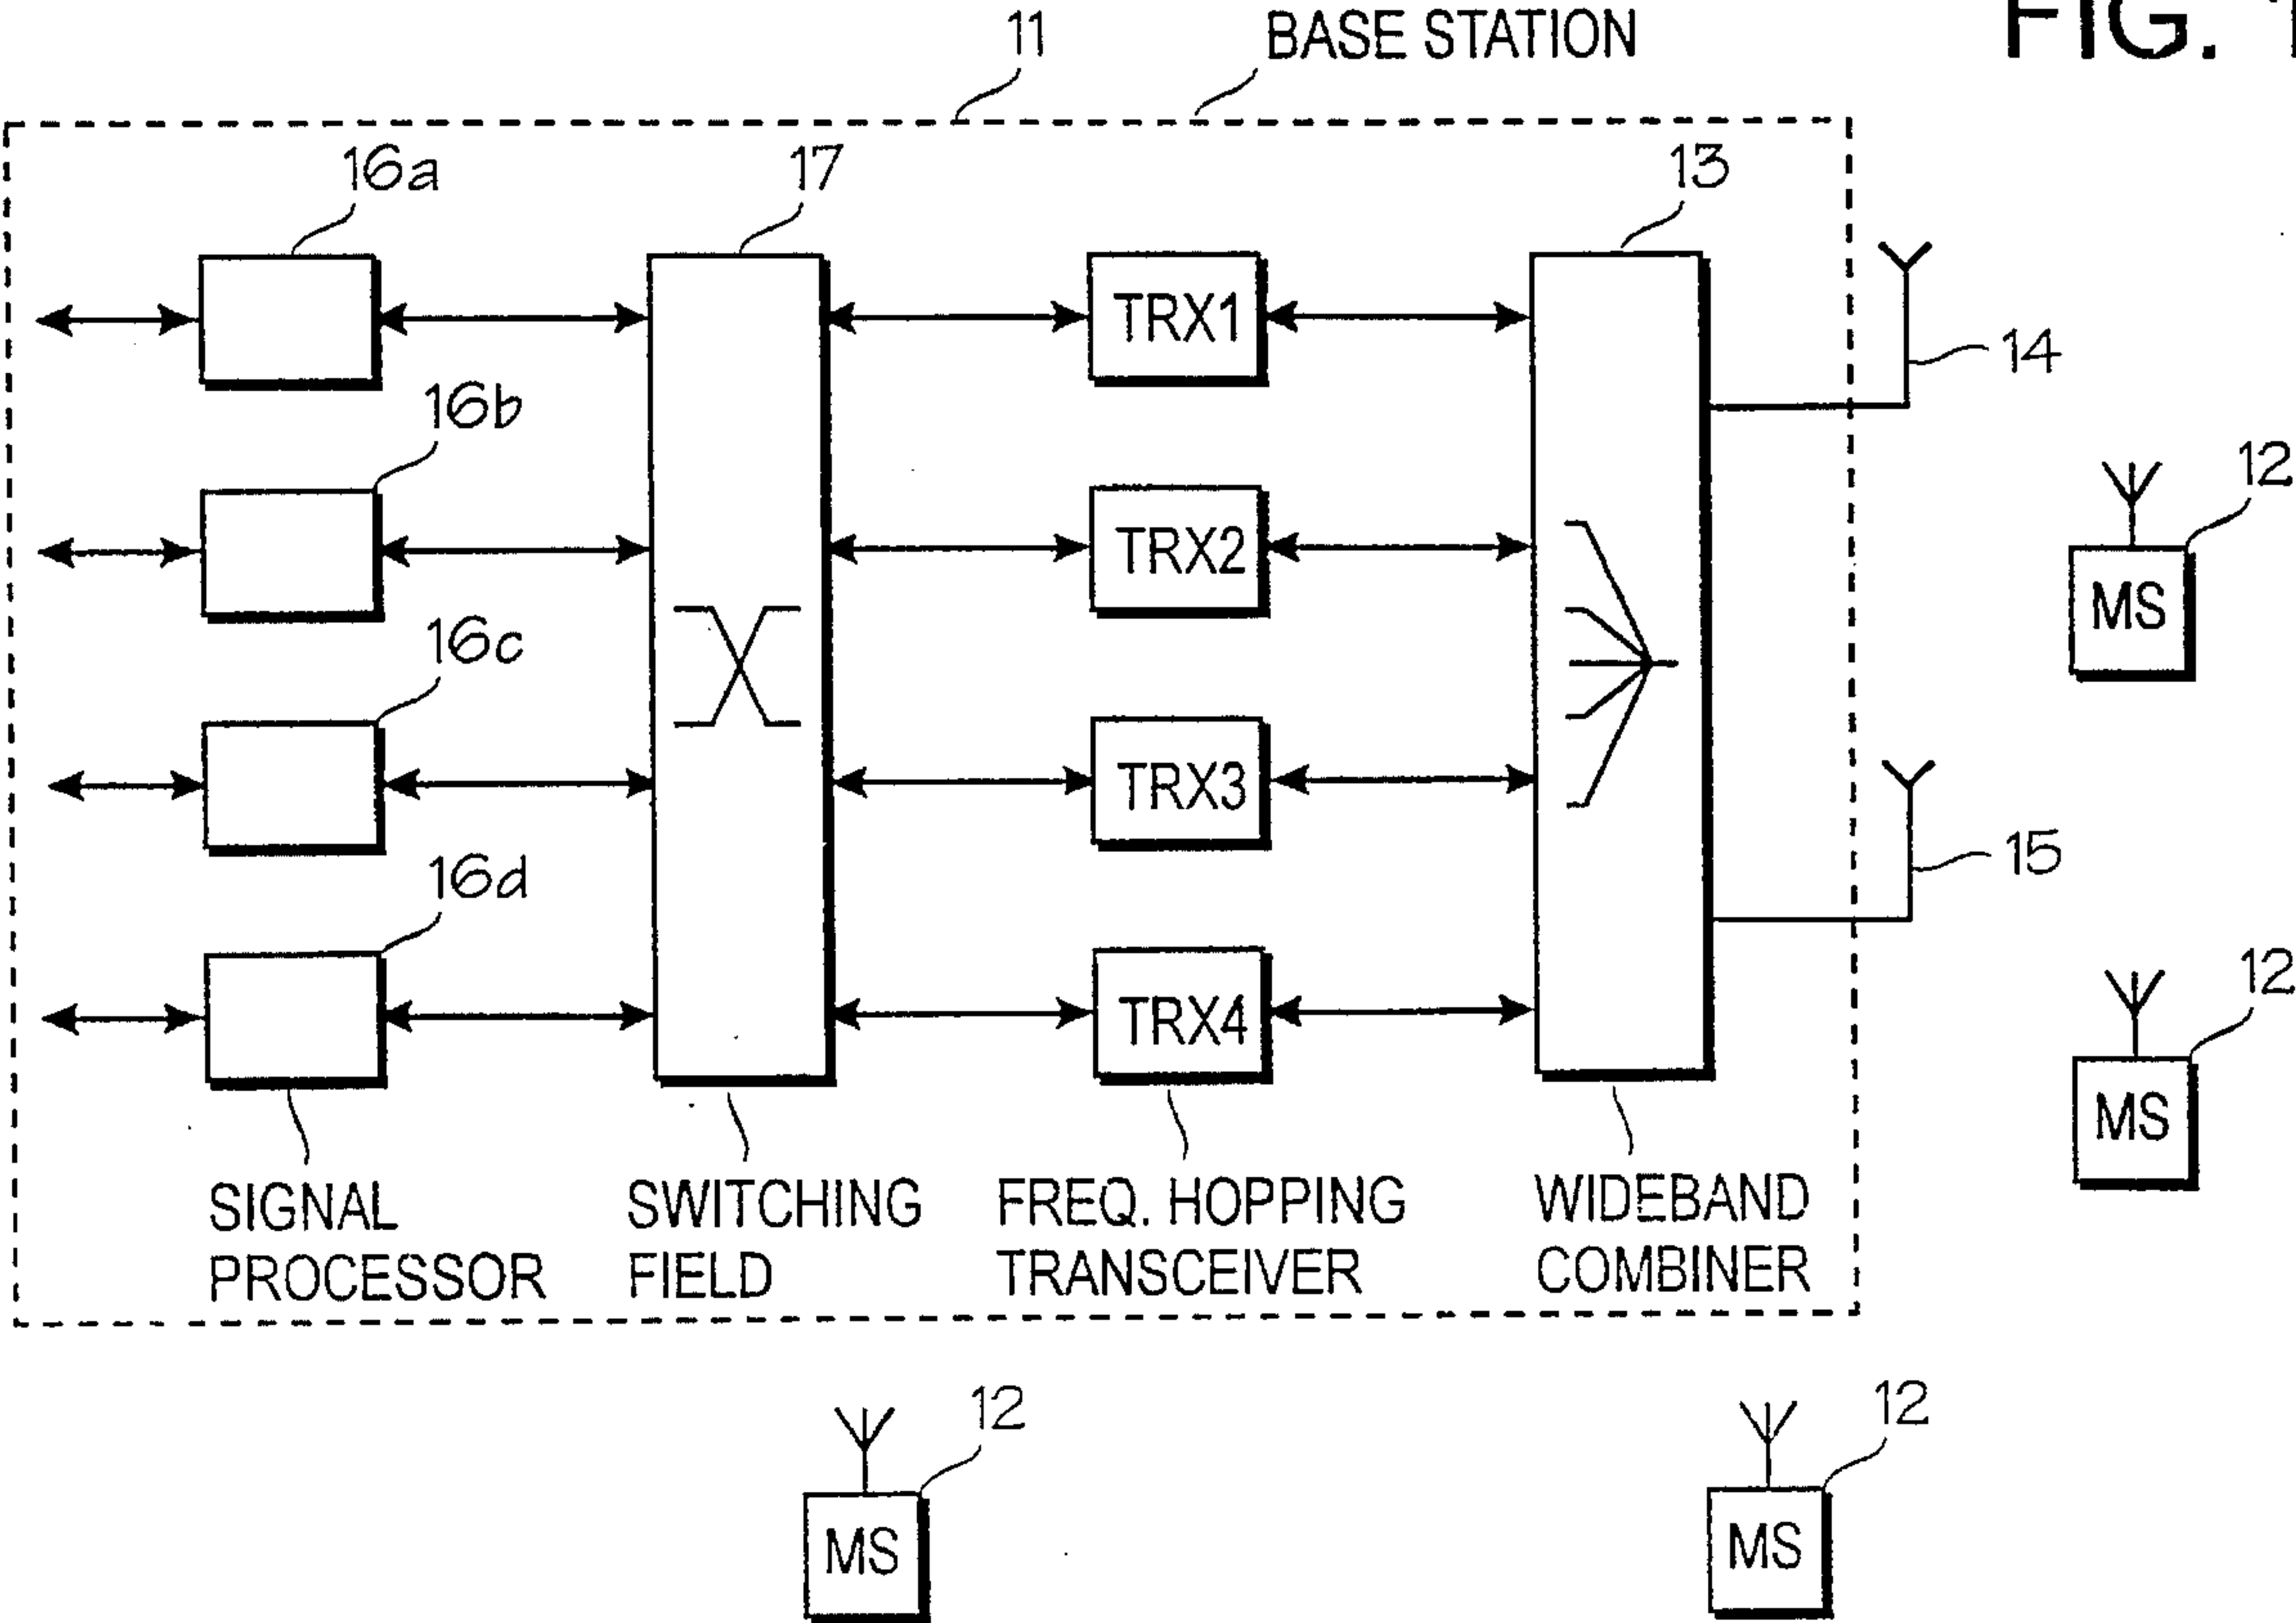 FIG. 1
11
BASE STATION
16a
17
13
TRX1
14
16b
12
TRX2
MS
16c
TRX3
15
16d
12
TRX4
MS
SIGNAL
PROCESSOR
SWITCHING
FIELD
FREQ. HOPPING
TRANSCEIVER
WIDEBAND
COMBINER
12
MS
12
MS